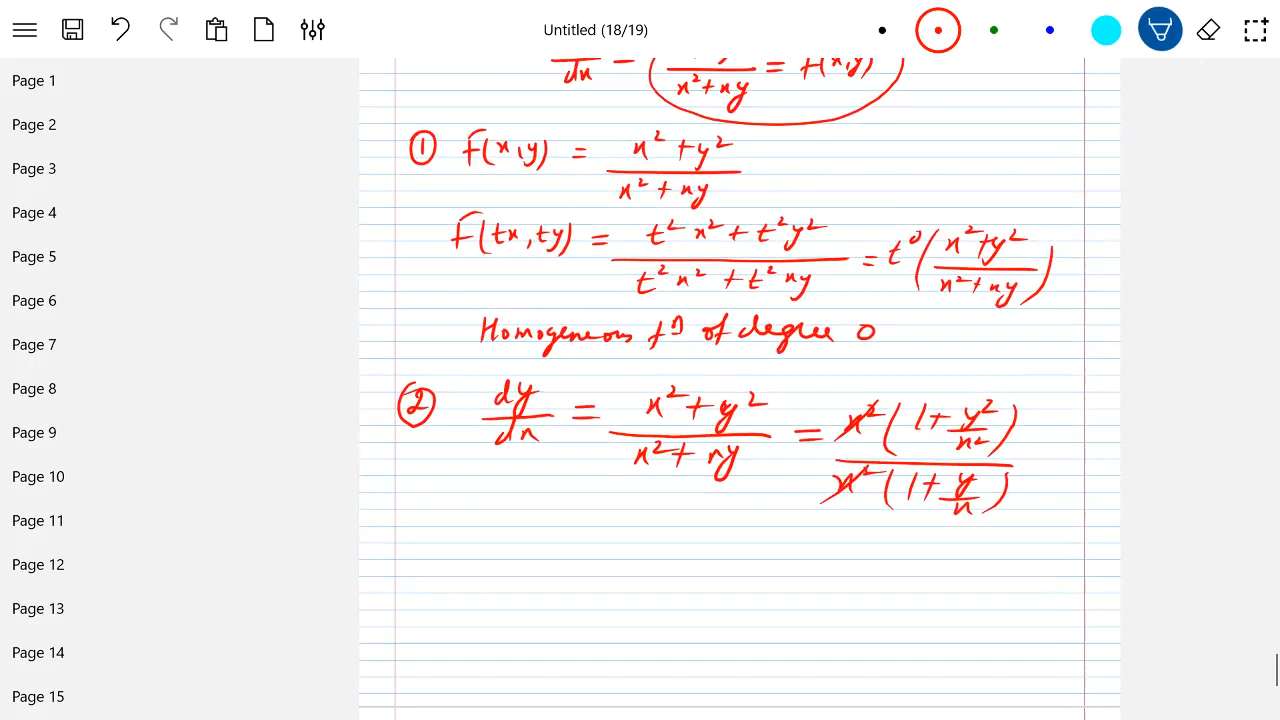 Untitled (18/19)
Page 1
Page 2
Page 3
Page 4
Page 5
Page 6
Page 7
Page 8
Page 9
Page 10
Page 11
Page 12
Page 13
Page 14
Page 15
dx = / x² + xy = f(x,y)
① F(x,y) = x² + y² / x² + xy
F(tx,ty) = t²x² + t²y² / t²x² + t²xy = t⁰ (x² + y² / x² + xy)
Homogeneous fⁿ of degree 0
② dy/dx = x² + y² / x² + xy = x²(1 + y²/x²) / x²(1 + y/x)